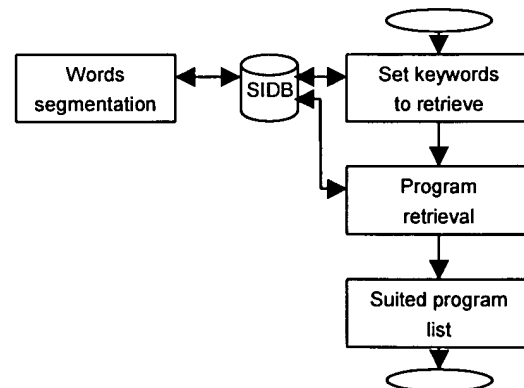 Words
segmentation
SIDB
Set keywords
to retrieve
Program
retrieval
Suited program
list